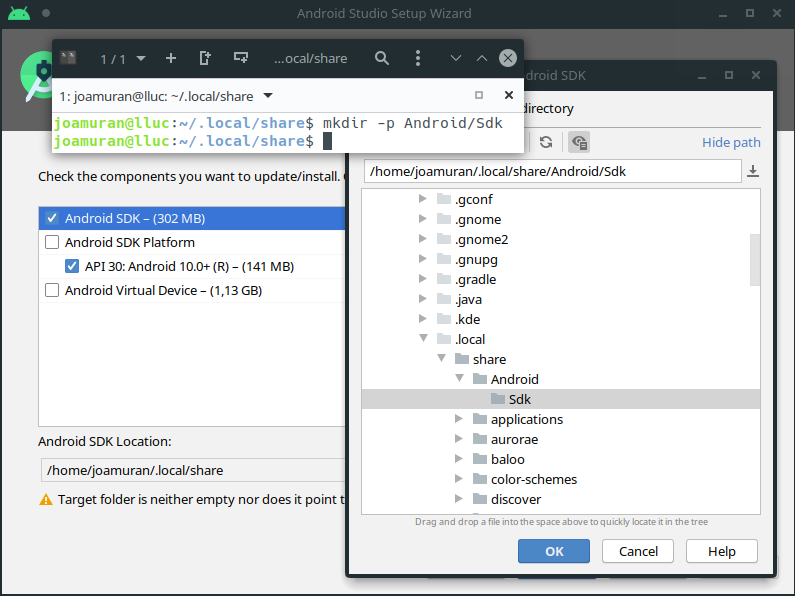 Android Studio Setup Wizard
1 / 1
...ocal/share
1: joamuran@lluc: ~/.local/share
joamuran@lluc:~/.local/share$ mkdir -p Android/Sdk
joamuran@lluc:~/.local/share$
droid SDK
directory
Hide path
/home/joamuran/.local/share/Android/Sdk
.gconf
.gnome
.gnome2
.gnupg
.gradle
.java
.kde
.local
share
Android
Sdk
applications
aurorae
baloo
color-schemes
discover
Drag and drop a file into the space above to quickly locate it in the tree
OK
Cancel
Help
Check the components you want to update/install.
Android SDK – (302 MB)
Android SDK Platform
API 30: Android 10.0+ (R) – (141 MB)
Android Virtual Device – (1,13 GB)
Android SDK Location:
/home/joamuran/.local/share
Target folder is neither empty nor does it point